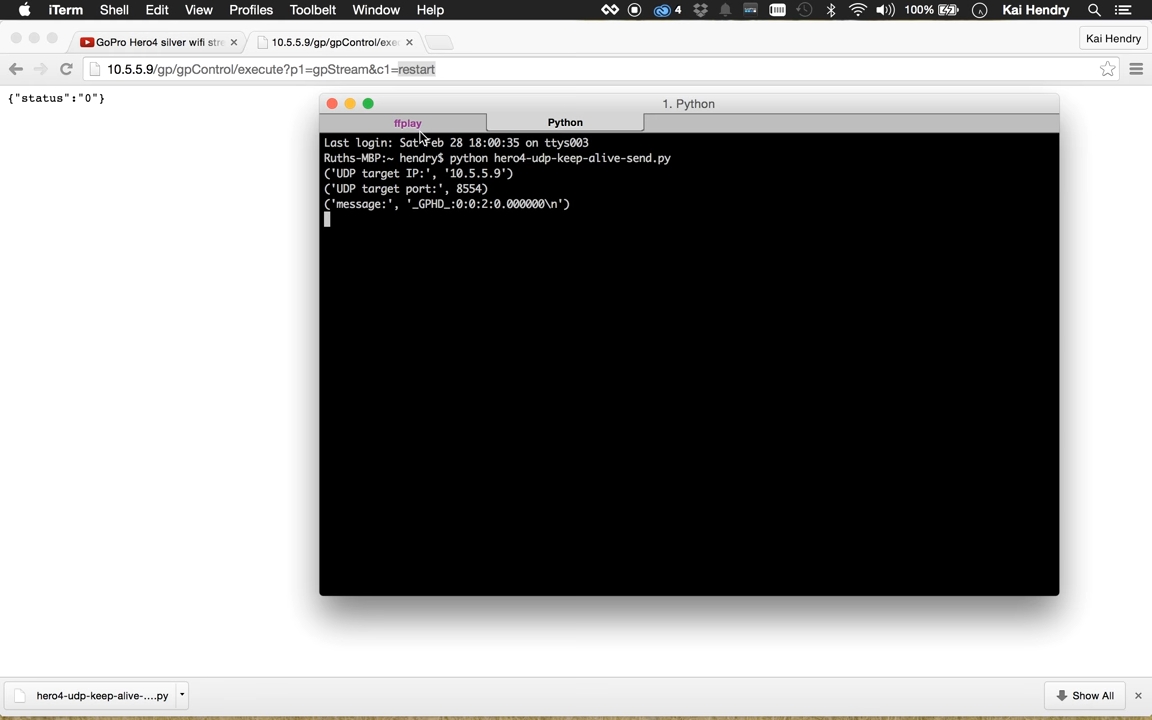 iTerm Shell Edit View Profiles Toolbelt Window Help 4 100% Kai Hendry
GoPro Hero4 silver wifi stre
10.5.5.9/gp/gpControl/exec
Kai Hendry
10.5.5.9/gp/gpControl/execute?p1=gpStream&c1=restart
{"status":"0"}
1. Python
ffplay
Python
Last login: Sat Feb 28 18:00:35 on ttys003
Ruths-MBP:~ hendry$ python hero4-udp-keep-alive-send.py
('UDP target IP:', '10.5.5.9')
('UDP target port:', 8554)
('message:', '_GPHD_:0:0:2:0.000000\n')
hero4-udp-keep-alive-....py
Show All